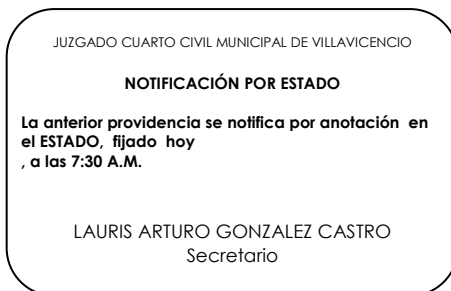 JUZGADO CUARTO CIVIL MUNICIPAL DE VILLAVICENCIO
NOTIFICACIÓN POR ESTADO
La anterior providencia se notifica por anotación en
el ESTADO, fijado hoy
, a las 7:30 A.M.
LAURIS ARTURO GONZALEZ CASTRO
Secretario